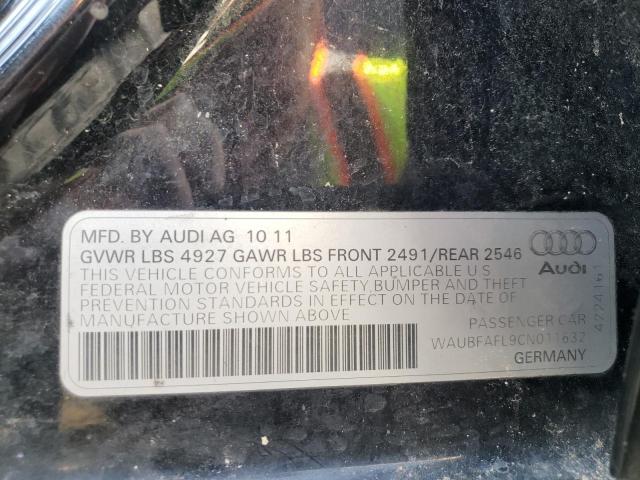 MFD. BY AUDI AG 10 11
GVWR LBS 4927 GAWR LBS FRONT 2491/REAR 2546
THIS VEHICLE CONFORMS TO ALL APPLICABLE U S
FEDERAL MOTOR VEHICLE SAFETY, BUMPER AND THEFT
PREVENTION STANDARDS IN EFFECT ON THE DATE OF
MANUFACTURE SHOWN ABOVE
Audi
PASSENGER CAR
WAUBFAFL9CN011632
GERMANY